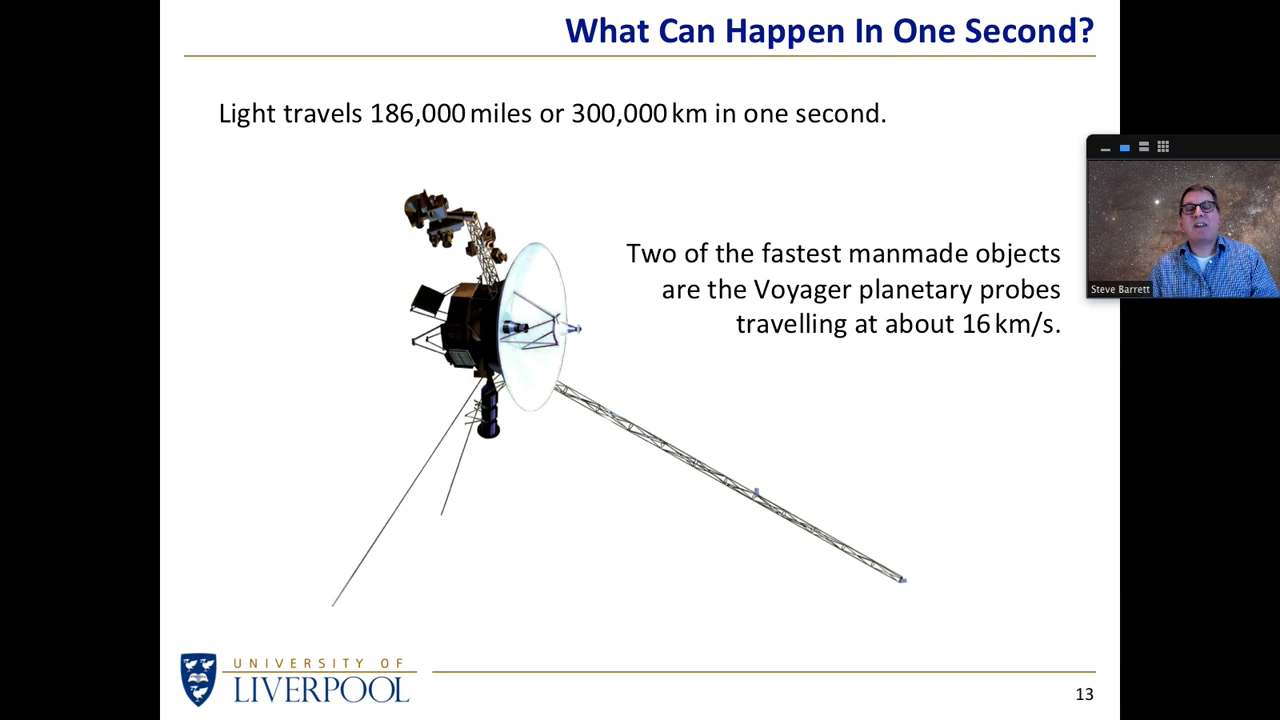 What Can Happen In One Second?
Light travels 186,000 miles or 300,000 km in one second.
Two of the fastest manmade objects
are the Voyager planetary probes
travelling at about 16 km/s.
Steve Barrett
UNIVERSITY OF
LIVERPOOL
13